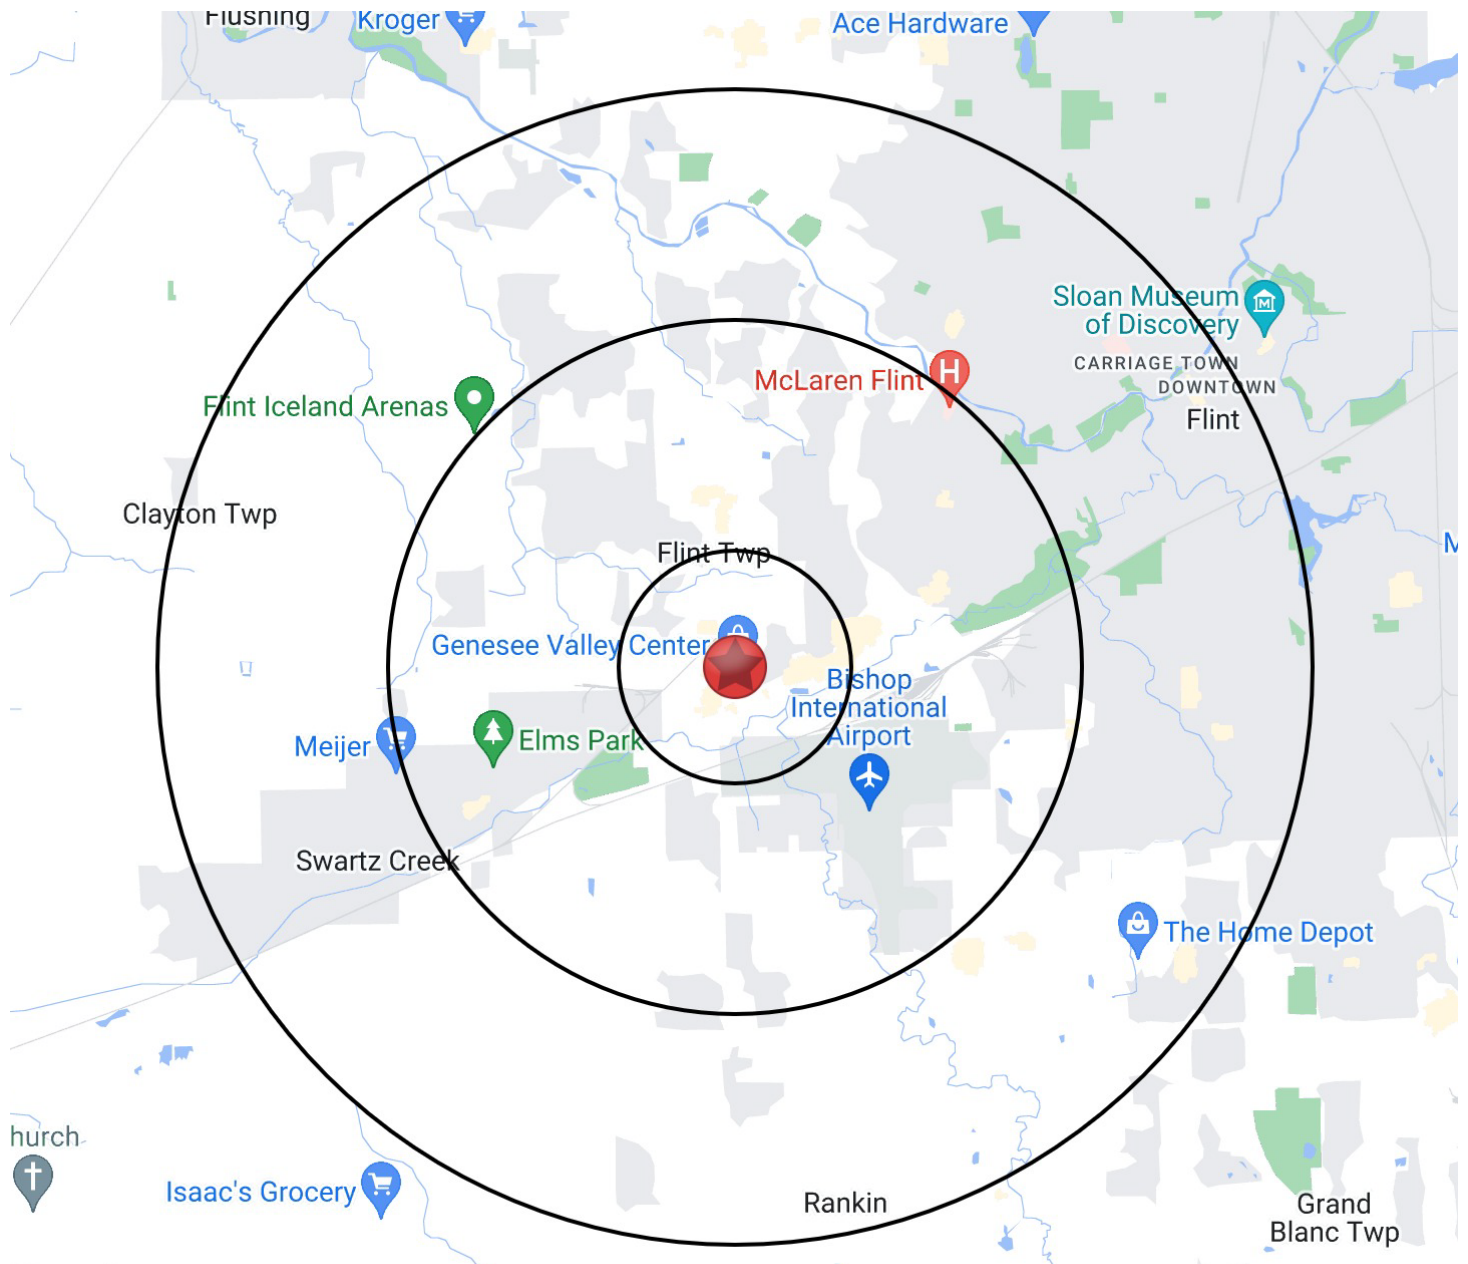 Flushing
Kroger
Ace Hardware
Sloan Museum
of Discovery
CARRIAGE TOWN
DOWNTOWN
Flint
McLaren Flint
H
Flint Iceland Arenas
Clayton Twp
Flint Twp
M
Genesee Valley Center
Bishop
International
Airport
Meijer
Elms Park
Swartz Creek
The Home Depot
hurch
Isaac's Grocery
Rankin
Grand
Blanc Twp